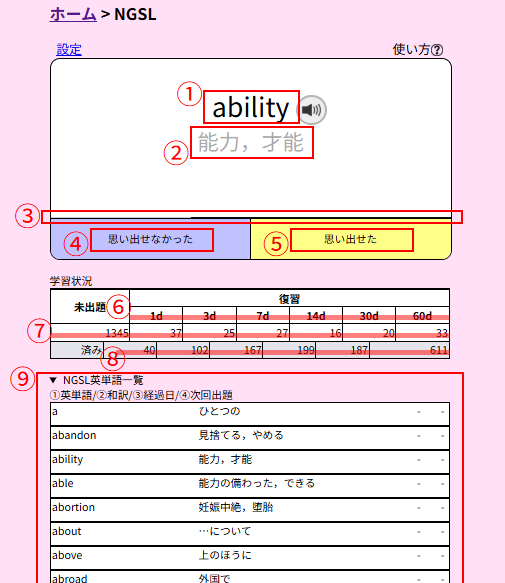 ホーム > NGSL
設定 使い方?
① ability
② 能力，才能
③
④ 思い出せなかった ⑤ 思い出せた
学習状況
未出題 ⑥ 復習
1d 3d 7d 14d 30d 60d
⑦ 1345 37 25 27 16 20 33
済み ⑧ 40 102 167 199 187 611
⑨ ▼ NGSL英単語一覧
①英単語/②和訳/③経過日/④次回出題
a ひとつの - -
abandon 見捨てる，やめる - -
ability 能力，才能 - -
able 能力の備わった，できる - -
abortion 妊娠中絶，堕胎 - -
about …について - -
above 上のほうに - -
abroad 外国で - -